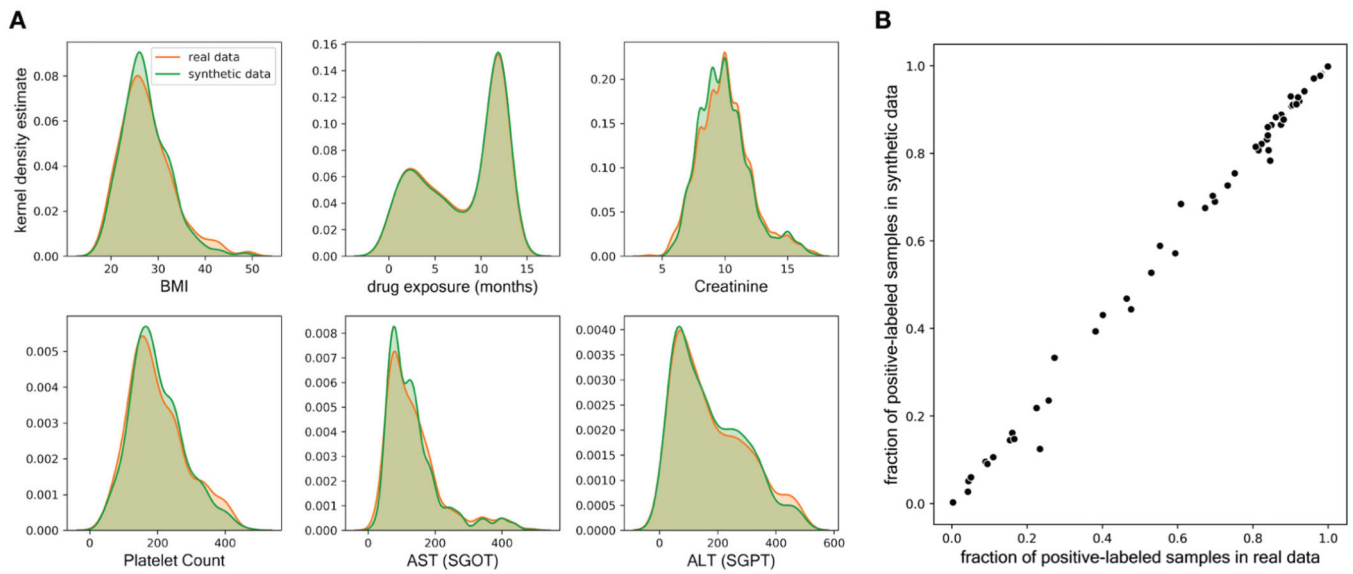 A
B
kernel density estimate
real data
synthetic data
0.08
0.06
0.04
0.02
0.00
20 30 40 50
BMI
0.16
0.14
0.12
0.10
0.08
0.06
0.04
0.02
0.00
0 5 10 15
drug exposure (months)
0.20
0.15
0.10
0.05
0.00
5 10 15
Creatinine
0.005
0.004
0.003
0.002
0.001
0.000
0 200 400
Platelet Count
0.008
0.007
0.006
0.005
0.004
0.003
0.002
0.001
0.000
0 200 400
AST (SGOT)
0.0040
0.0035
0.0030
0.0025
0.0020
0.0015
0.0010
0.0005
0.0000
0 200 400 600
ALT (SGPT)
fraction of positive-labeled samples in synthetic data
1.0
0.8
0.6
0.4
0.2
0.0
0.0 0.2 0.4 0.6 0.8 1.0
fraction of positive-labeled samples in real data